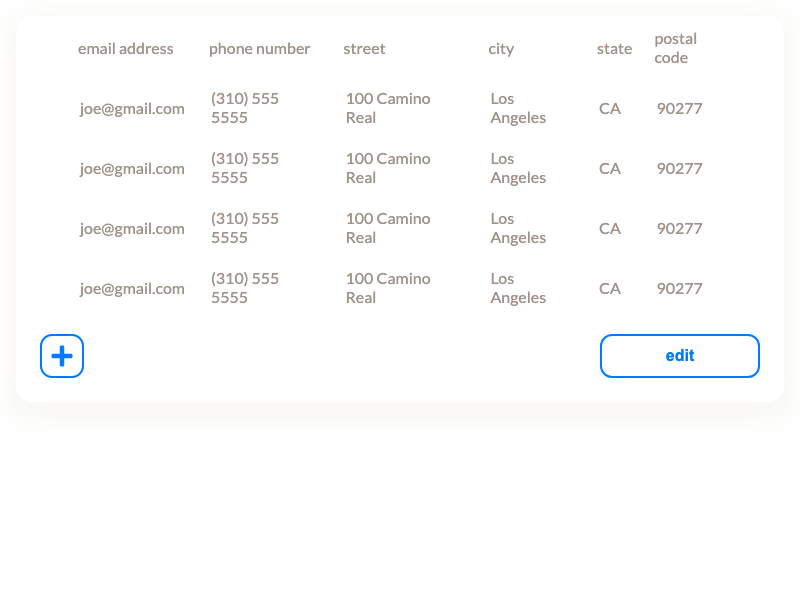 email address phone number street city state postal code
joe@gmail.com (310) 555 5555 100 Camino Real Los Angeles CA 90277
joe@gmail.com (310) 555 5555 100 Camino Real Los Angeles CA 90277
joe@gmail.com (310) 555 5555 100 Camino Real Los Angeles CA 90277
joe@gmail.com (310) 555 5555 100 Camino Real Los Angeles CA 90277
edit